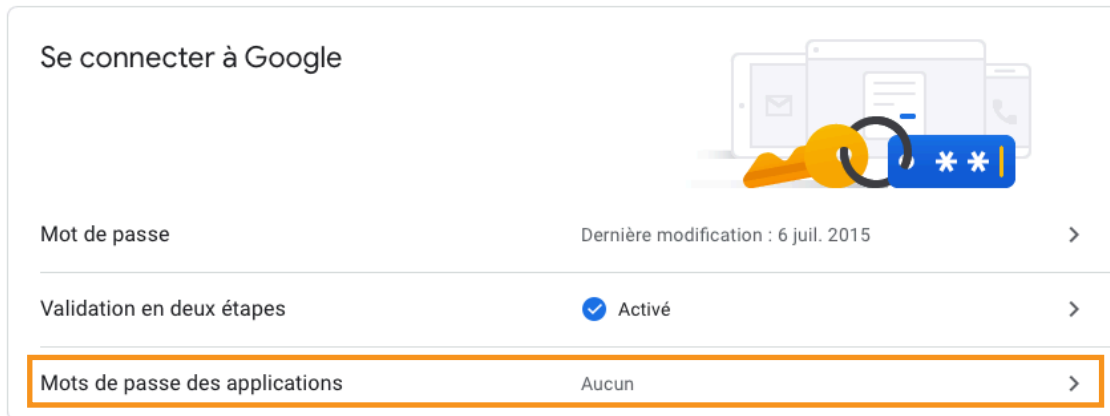 Se connecter à Google
**
Mot de passe
Dernière modification : 6 juil. 2015
Validation en deux étapes
Activé
Mots de passe des applications
Aucun